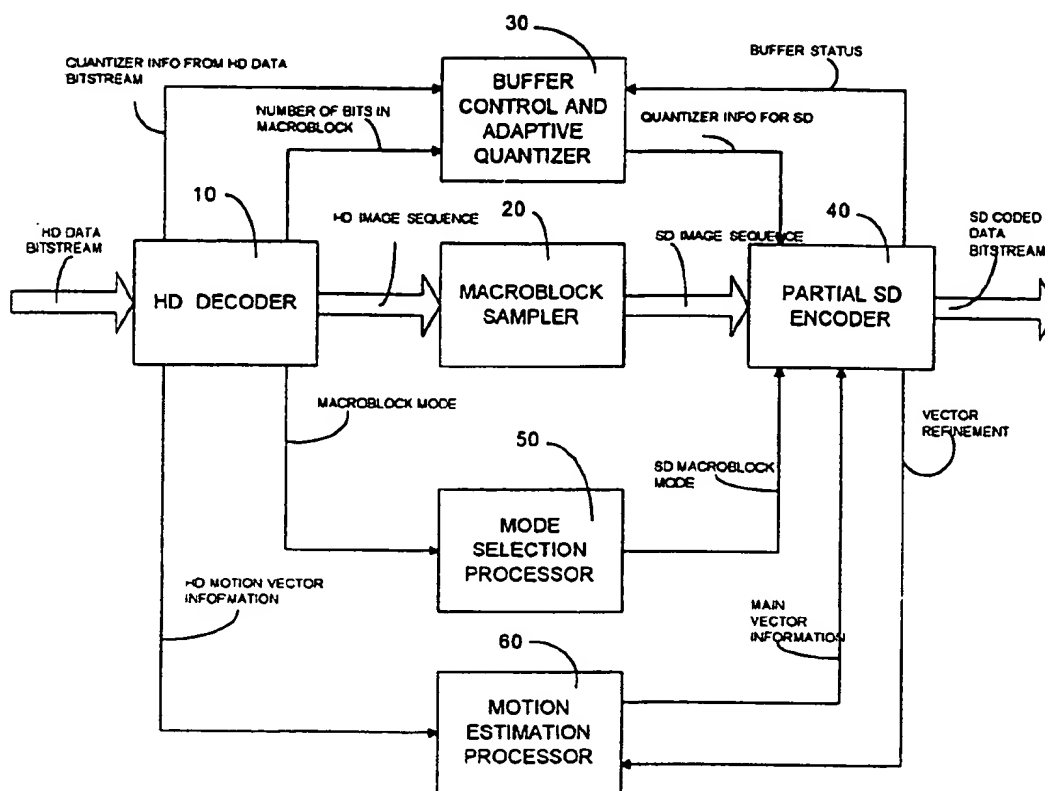 30
QUANTIZER INFO FROM HD DATA
BITSTREAM
BUFFER STATUS
BUFFER
CONTROL AND
ADAPTIVE
QUANTIZER
NUMBER OF BITS IN
MACROBLOCK
QUANTIZER INFO FOR SD
10
HD DATA
BITSTREAM
HD IMAGE SEQUENCE
20
SD IMAGE SEQUENCE
40
SD CODED
DATA
BITSTREAM
HD DECODER
MACROBLOCK
SAMPLER
PARTIAL SD
ENCODER
MACROBLOCK MODE
50
SD MACROBLOCK
MODE
VECTOR
REFINEMENT
MODE
SELECTION
PROCESSOR
HD MOTION VECTOR
INFORMATION
MAIN
VECTOR
INFORMATION
60
MOTION
ESTIMATION
PROCESSOR